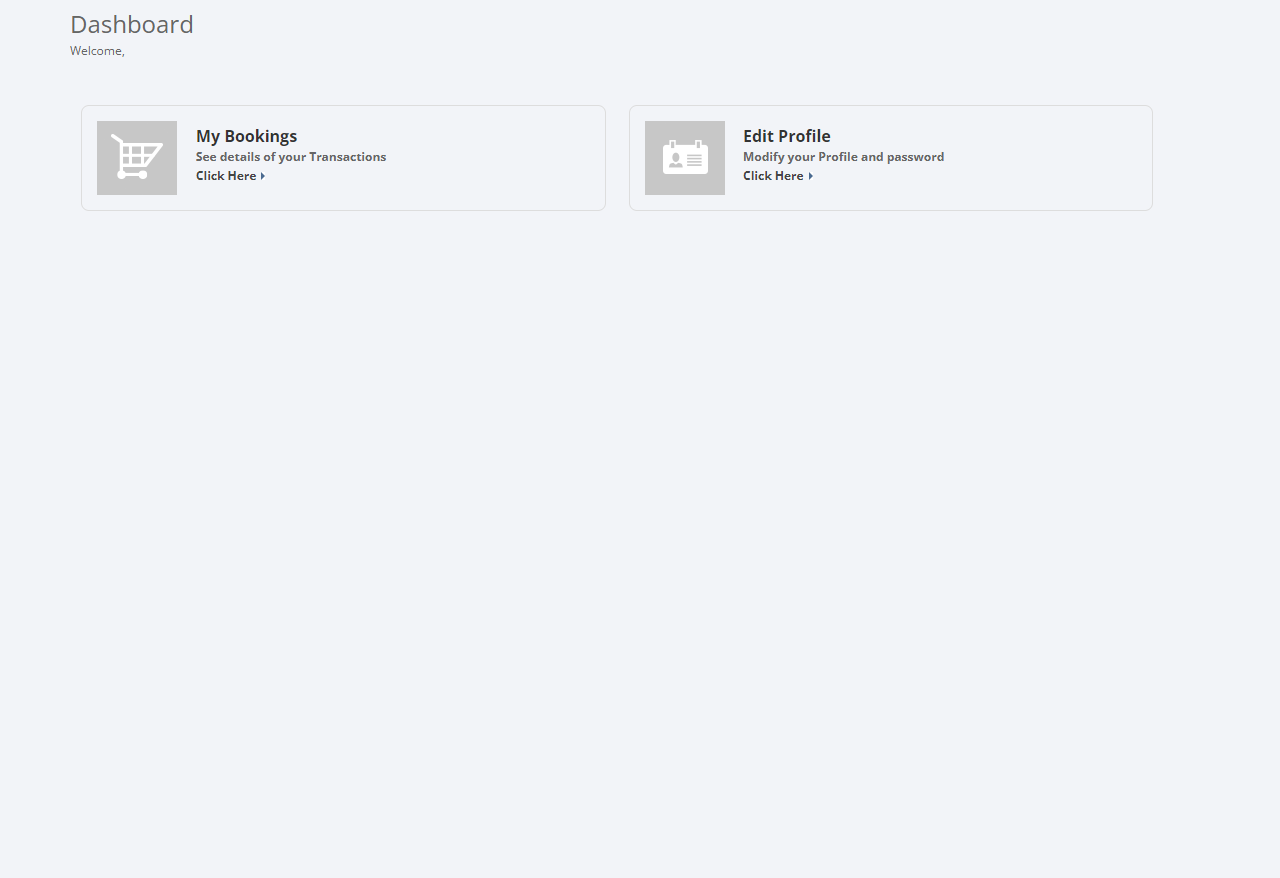 Dashboard
Welcome,
My Bookings
See details of your Transactions
Click Here
Edit Profile
Modify your Profile and password
Click Here